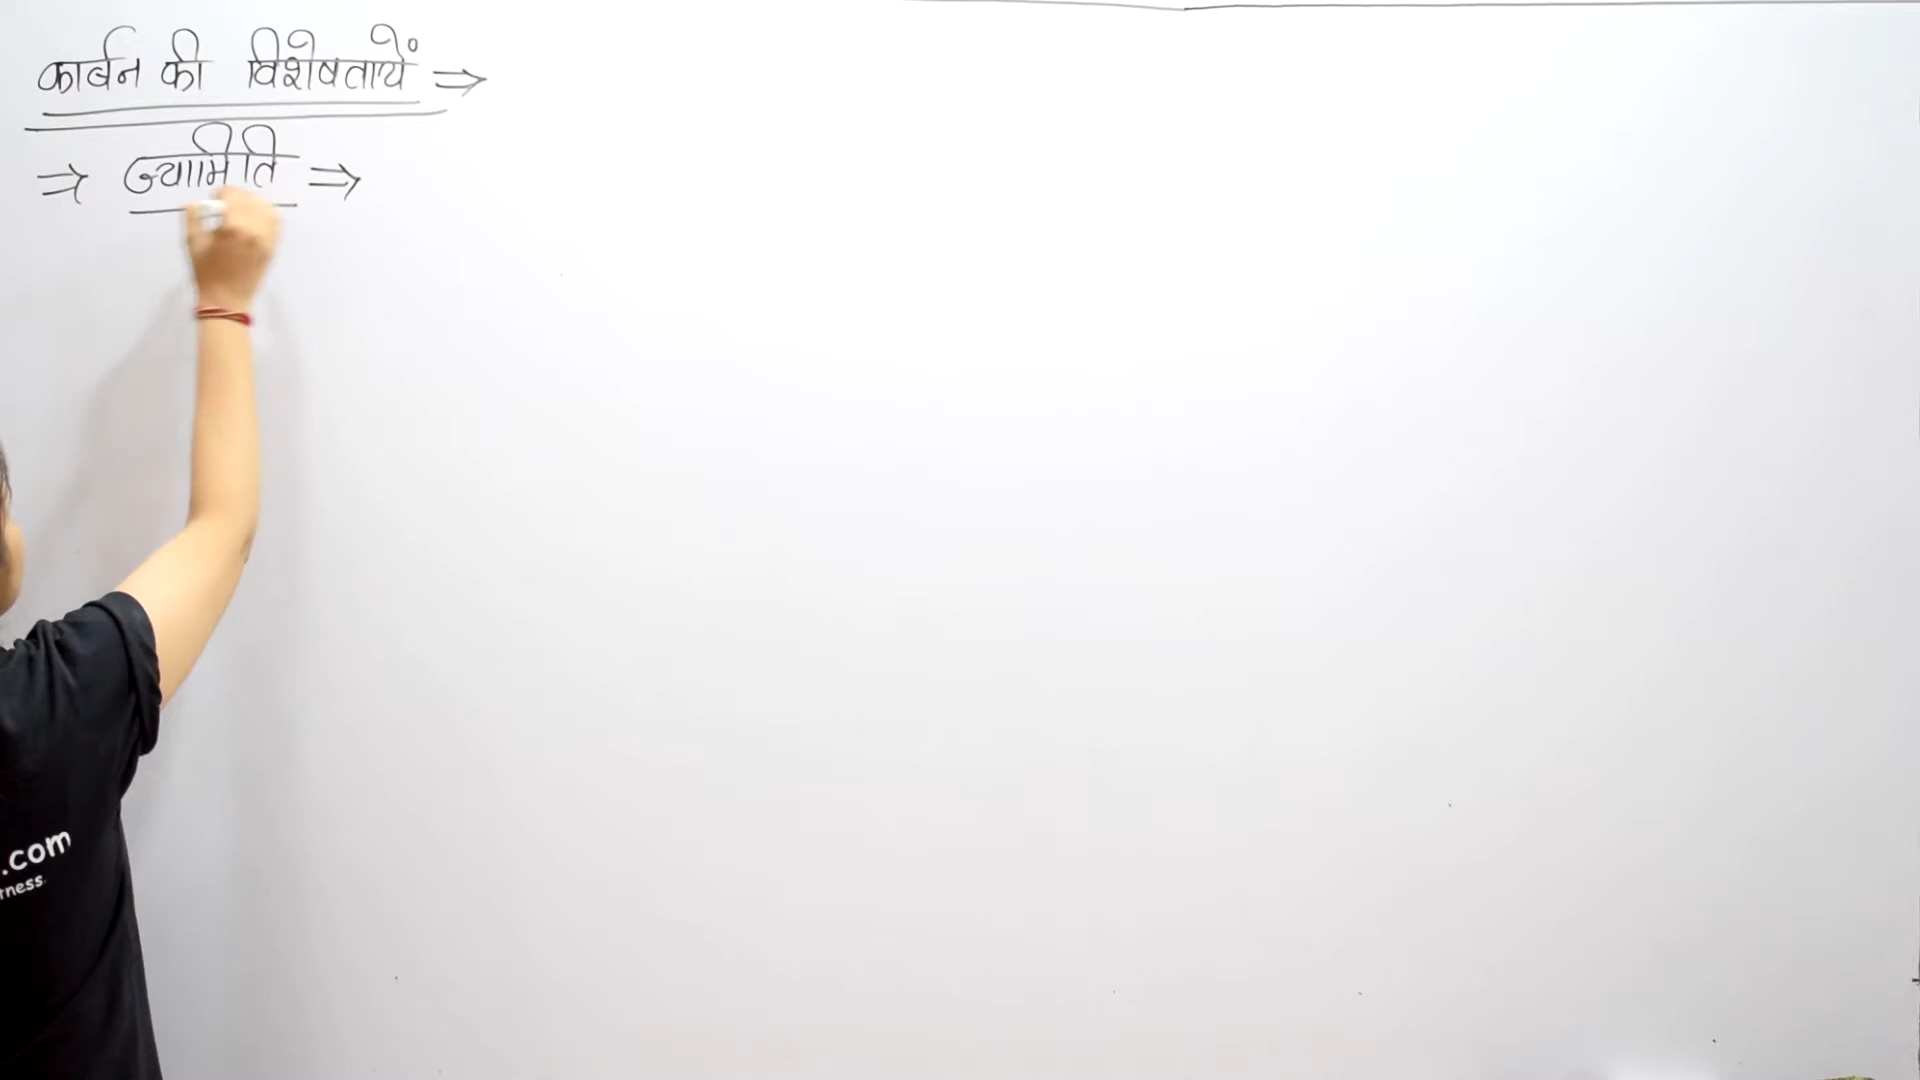 कार्बन की विशेषतायें ⇒
⇒ ज्यामिति ⇒
.com